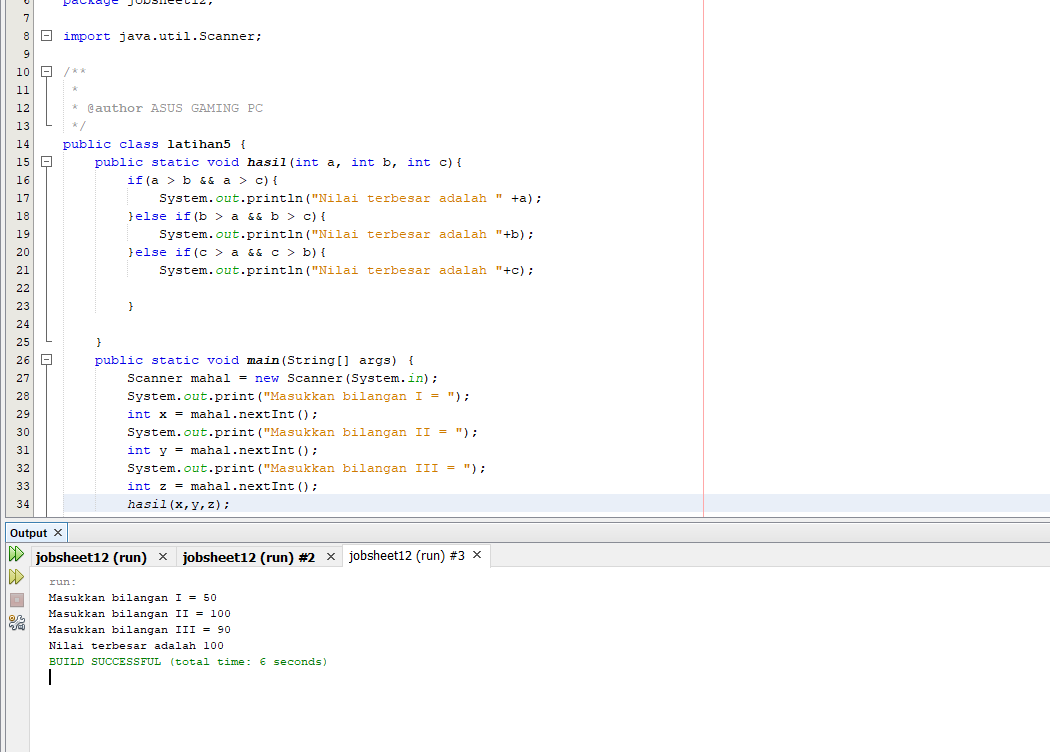 6 package jobsheet12;
7
8 import java.util.Scanner;
9
10 /**
11 *
12 * @author ASUS GAMING PC
13 */
14 public class latihan5 {
15 public static void hasil(int a, int b, int c){
16 if(a > b && a > c){
17 System.out.println("Nilai terbesar adalah " +a);
18 }else if(b > a && b > c){
19 System.out.println("Nilai terbesar adalah "+b);
20 }else if(c > a && c > b){
21 System.out.println("Nilai terbesar adalah "+c);
22
23 }
24
25 }
26 public static void main(String[] args) {
27 Scanner mahal = new Scanner(System.in);
28 System.out.print("Masukkan bilangan I = ");
29 int x = mahal.nextInt();
30 System.out.print("Masukkan bilangan II = ");
31 int y = mahal.nextInt();
32 System.out.print("Masukkan bilangan III = ");
33 int z = mahal.nextInt();
34 hasil(x,y,z);
Output ×
jobsheet12 (run) × jobsheet12 (run) #2 × jobsheet12 (run) #3 ×
run:
Masukkan bilangan I = 50
Masukkan bilangan II = 100
Masukkan bilangan III = 90
Nilai terbesar adalah 100
BUILD SUCCESSFUL (total time: 6 seconds)